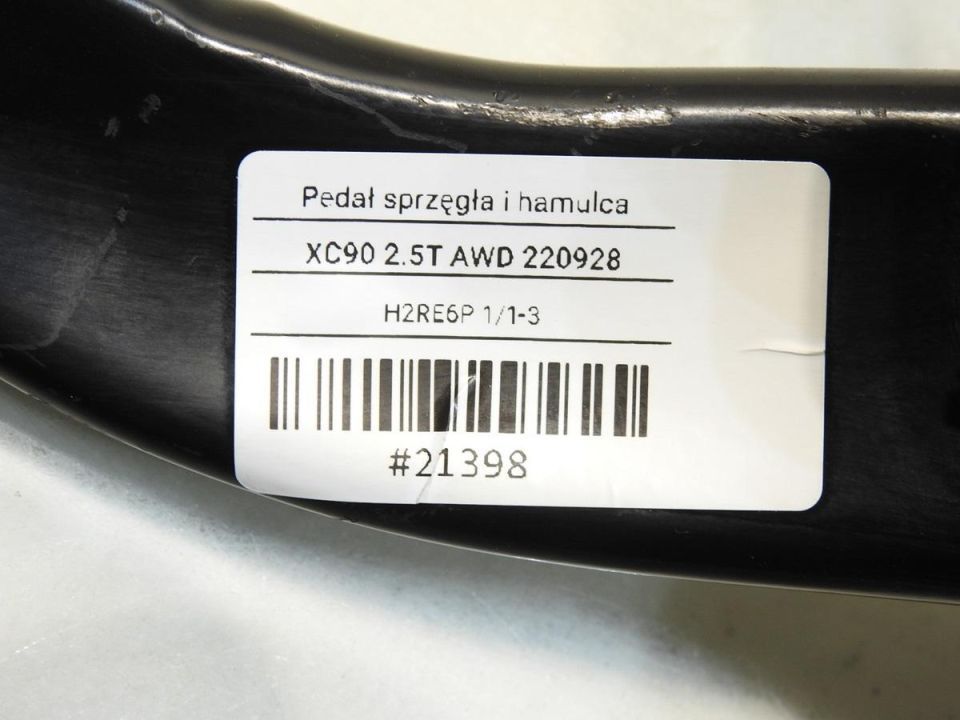 Pedał sprzęgła i hamulca
XC90 2.5T AWD 220928
H2RE6P 1/1-3
#21398